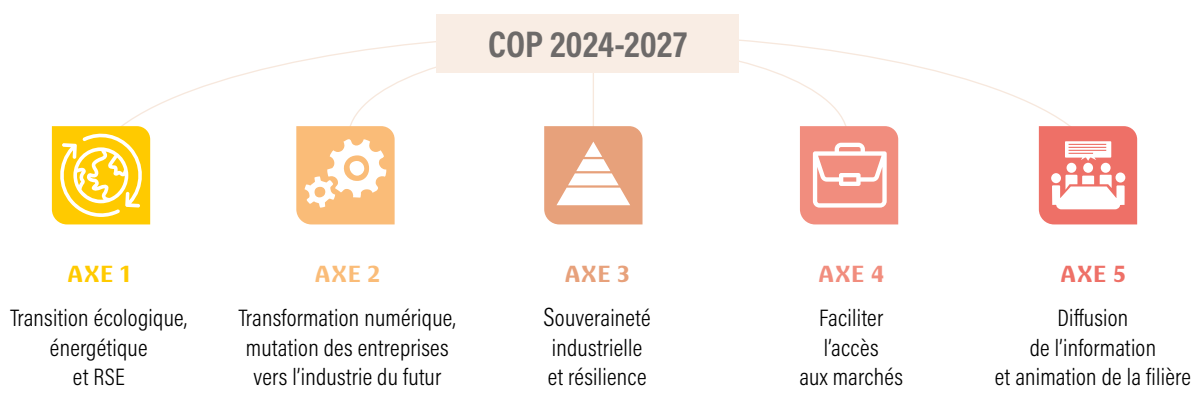 COP 2024-2027
AXE 1
Transition écologique,
énergétique
et RSE
AXE 2
Transformation numérique,
mutation des entreprises
vers l’industrie du futur
AXE 3
Souveraineté
industrielle
et résilience
AXE 4
Faciliter
l’accès
aux marchés
AXE 5
Diffusion
de l’information
et animation de la filière